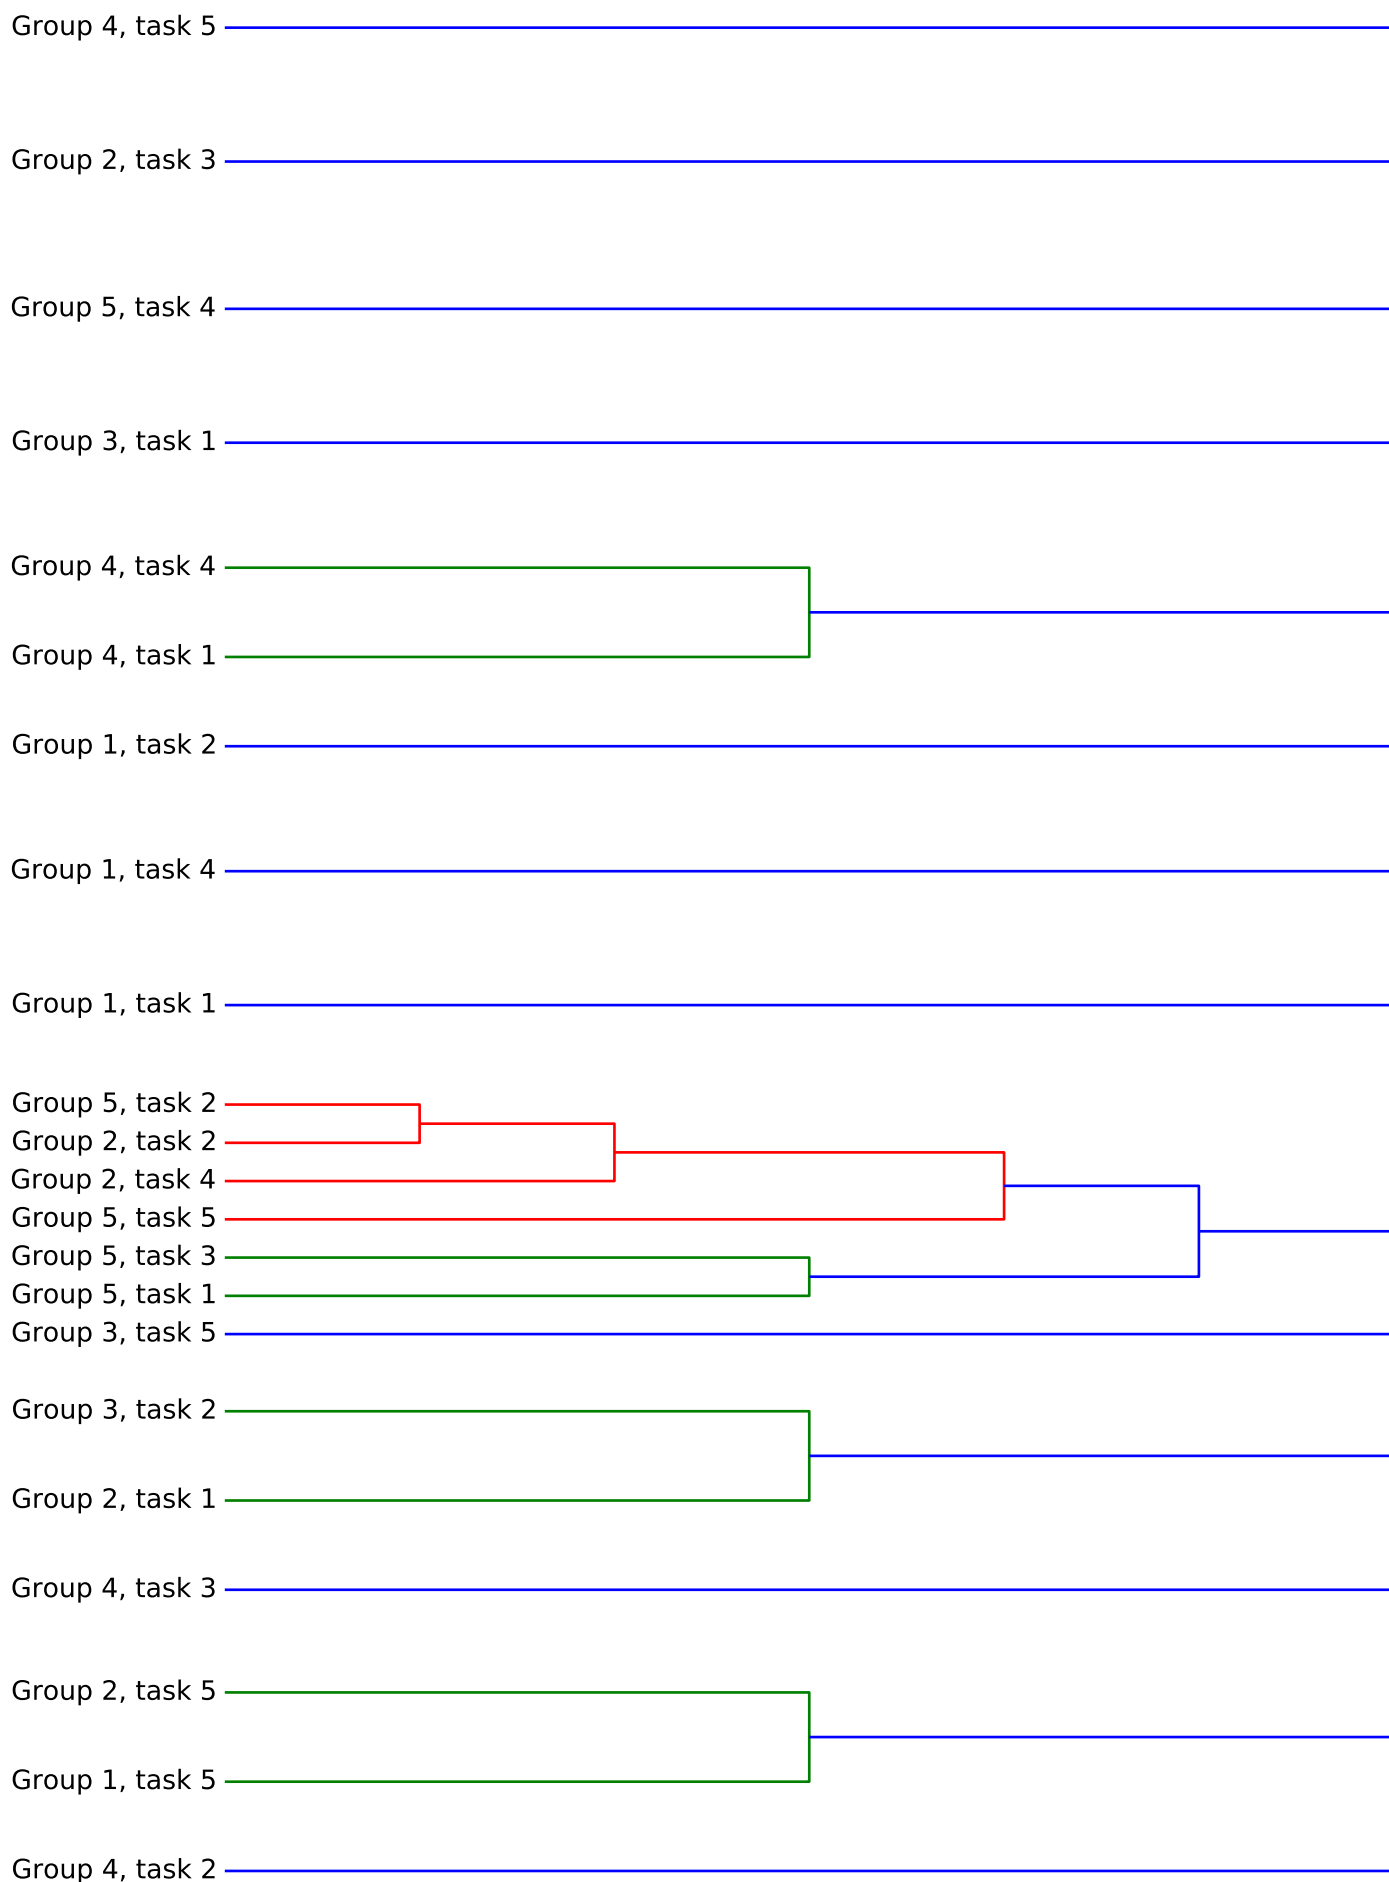 Group 4, task 5
Group 2, task 3
Group 5, task 4
Group 3, task 1
Group 4, task 4
Group 4, task 1
Group 1, task 2
Group 1, task 4
Group 1, task 1
Group 5, task 2
Group 2, task 2
Group 2, task 4
Group 5, task 5
Group 5, task 3
Group 5, task 1
Group 3, task 5
Group 3, task 2
Group 2, task 1
Group 4, task 3
Group 2, task 5
Group 1, task 5
Group 4, task 2